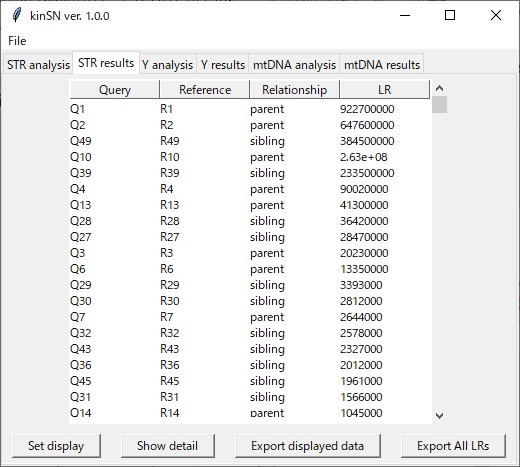 kinSN ver. 1.0.0
File
STR analysis STR results Y analysis Y results mtDNA analysis mtDNA results
Query Reference Relationship LR
Q1 R1 parent 922700000
Q2 R2 parent 647600000
Q49 R49 sibling 384500000
Q10 R10 parent 2.63e+08
Q39 R39 sibling 233500000
Q4 R4 parent 90020000
Q13 R13 parent 41300000
Q28 R28 sibling 36420000
Q27 R27 sibling 28470000
Q3 R3 parent 20230000
Q6 R6 parent 13350000
Q29 R29 sibling 3393000
Q30 R30 sibling 2812000
Q7 R7 parent 2644000
Q32 R32 sibling 2578000
Q43 R43 sibling 2327000
Q36 R36 sibling 2012000
Q45 R45 sibling 1961000
Q31 R31 sibling 1566000
Q14 R14 parent 1045000
Set display Show detail Export displayed data Export All LRs